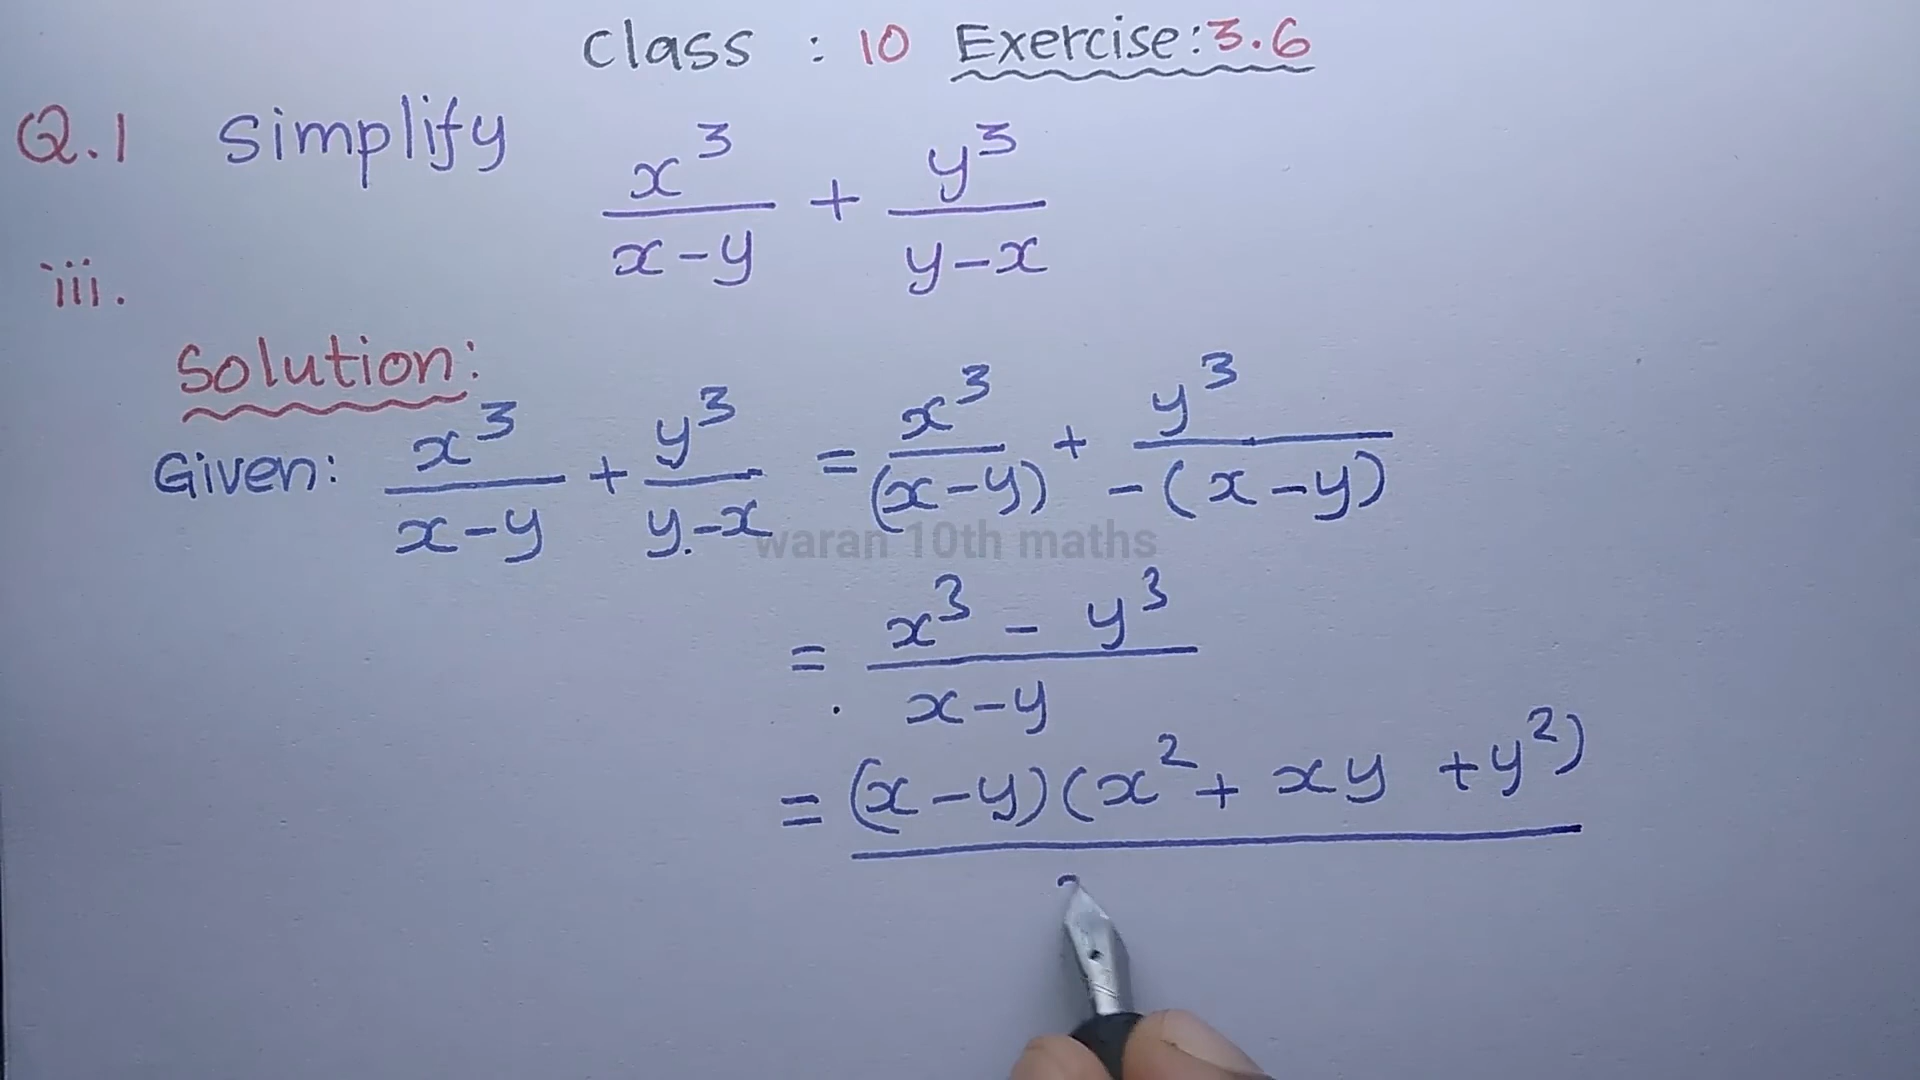 Class : 10 Exercise:3.6
Q.1 Simplify x³/(x-y) + y³/(y-x)
iii.
Solution:
Given: x³/(x-y) + y³/(y-x) = x³/(x-y) + y³/-(x-y)
waran 10th maths
= (x³ - y³)/(x-y)
= (x-y)(x² + xy + y²)